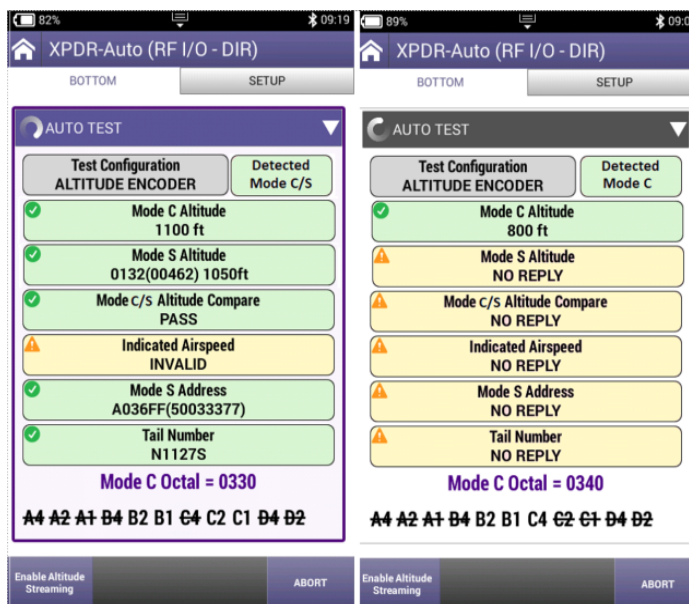 82%
09:19
XPDR-Auto (RF I/O - DIR)
BOTTOM
SETUP
AUTO TEST
Test Configuration
ALTITUDE ENCODER
Detected
Mode C/S
Mode C Altitude
1100 ft
Mode S Altitude
0132(00462) 1050ft
Mode C/S Altitude Compare
PASS
Indicated Airspeed
INVALID
Mode S Address
A036FF(50033377)
Tail Number
N1127S
Mode C Octal = 0330
A4 A2 A1 B4 B2 B1 C4 C2 C1 D4 D2
Enable Altitude
Streaming
ABORT
89%
09:0
XPDR-Auto (RF I/O - DIR)
BOTTOM
SETUP
AUTO TEST
Test Configuration
ALTITUDE ENCODER
Detected
Mode C
Mode C Altitude
800 ft
Mode S Altitude
NO REPLY
Mode C/S Altitude Compare
NO REPLY
Indicated Airspeed
NO REPLY
Mode S Address
NO REPLY
Tail Number
NO REPLY
Mode C Octal = 0340
A4 A2 A1 B4 B2 B1 C4 C2 C1 D4 D2
Enable Altitude
Streaming
ABORT